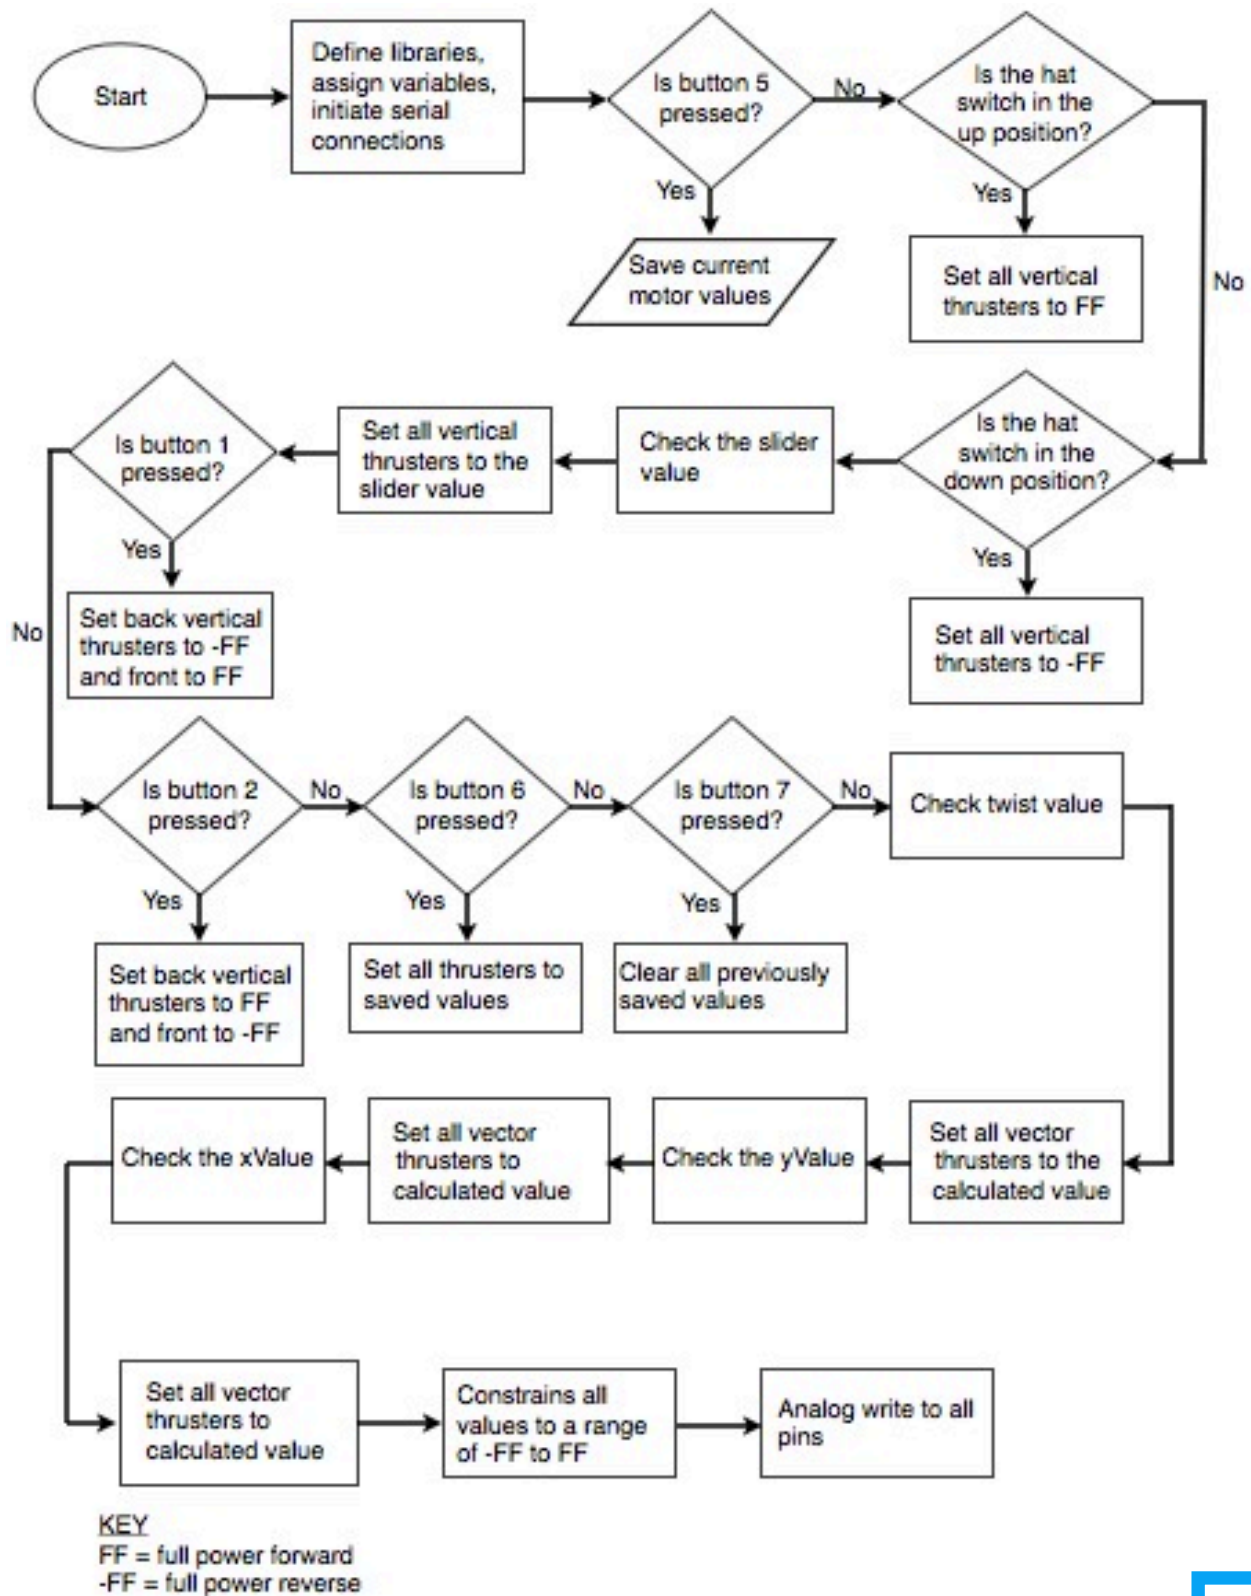 Start
Define libraries,
assign variables,
initiate serial
connections
Is button 5
pressed?
No
Is the hat
switch in the
up position?
Yes
Save current
motor values
Yes
Set all vertical
thrusters to FF
No
Is the hat
switch in the
down position?
Yes
Set all vertical
thrusters to -FF
Check the slider
value
Set all vertical
thrusters to the
slider value
Is button 1
pressed?
Yes
Set back vertical
thrusters to -FF
and front to FF
No
Is button 2
pressed?
Yes
Set back vertical
thrusters to FF
and front to -FF
No
Is button 6
pressed?
Yes
Set all thrusters to
saved values
No
Is button 7
pressed?
Yes
Clear all previously
saved values
No
Check twist value
Set all vector
thrusters to the
calculated value
Check the yValue
Set all vector
thrusters to
calculated value
Check the xValue
Set all vector
thrusters to
calculated value
Constrains all
values to a range
of -FF to FF
Analog write to all
pins
KEY
FF = full power forward
-FF = full power reverse